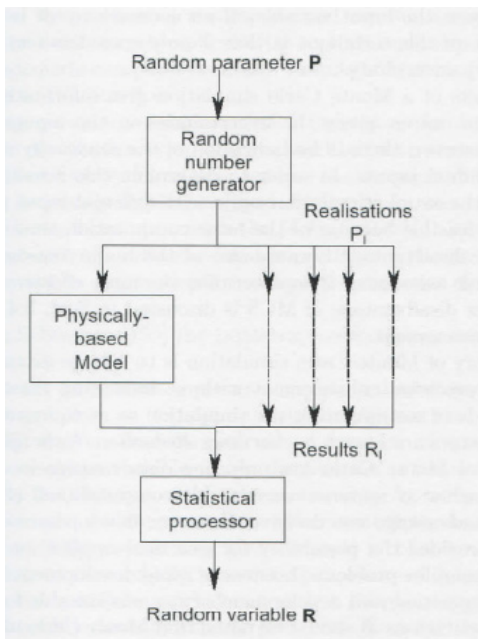 Random parameter P
Random
number
generator
Realisations
Pᵢ
Physically-
based
Model
Results Rᵢ
Statistical
processor
Random variable R